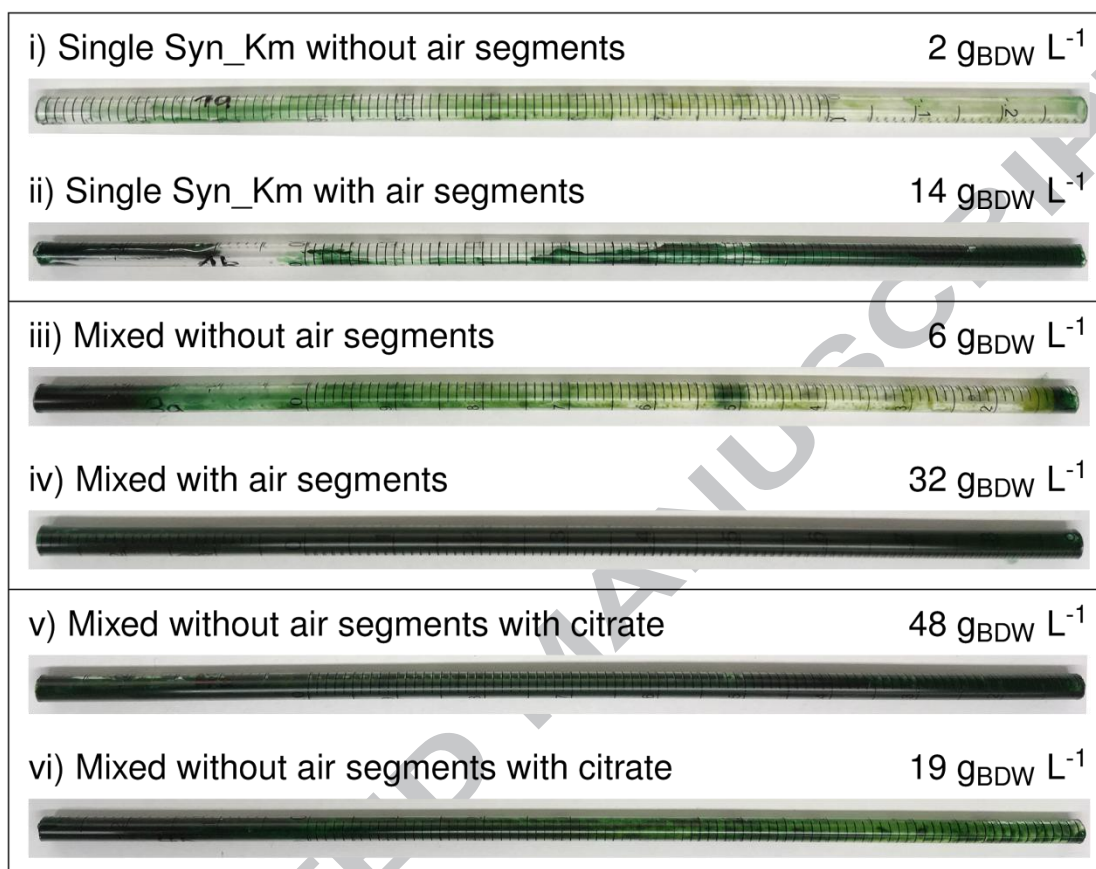 i) Single Syn_Km without air segments 2 gBDW L-1
19
ii) Single Syn_Km with air segments 14 gBDW L-1
iii) Mixed without air segments 6 gBDW L-1
iv) Mixed with air segments 32 gBDW L-1
v) Mixed without air segments with citrate 48 gBDW L-1
vi) Mixed without air segments with citrate 19 gBDW L-1